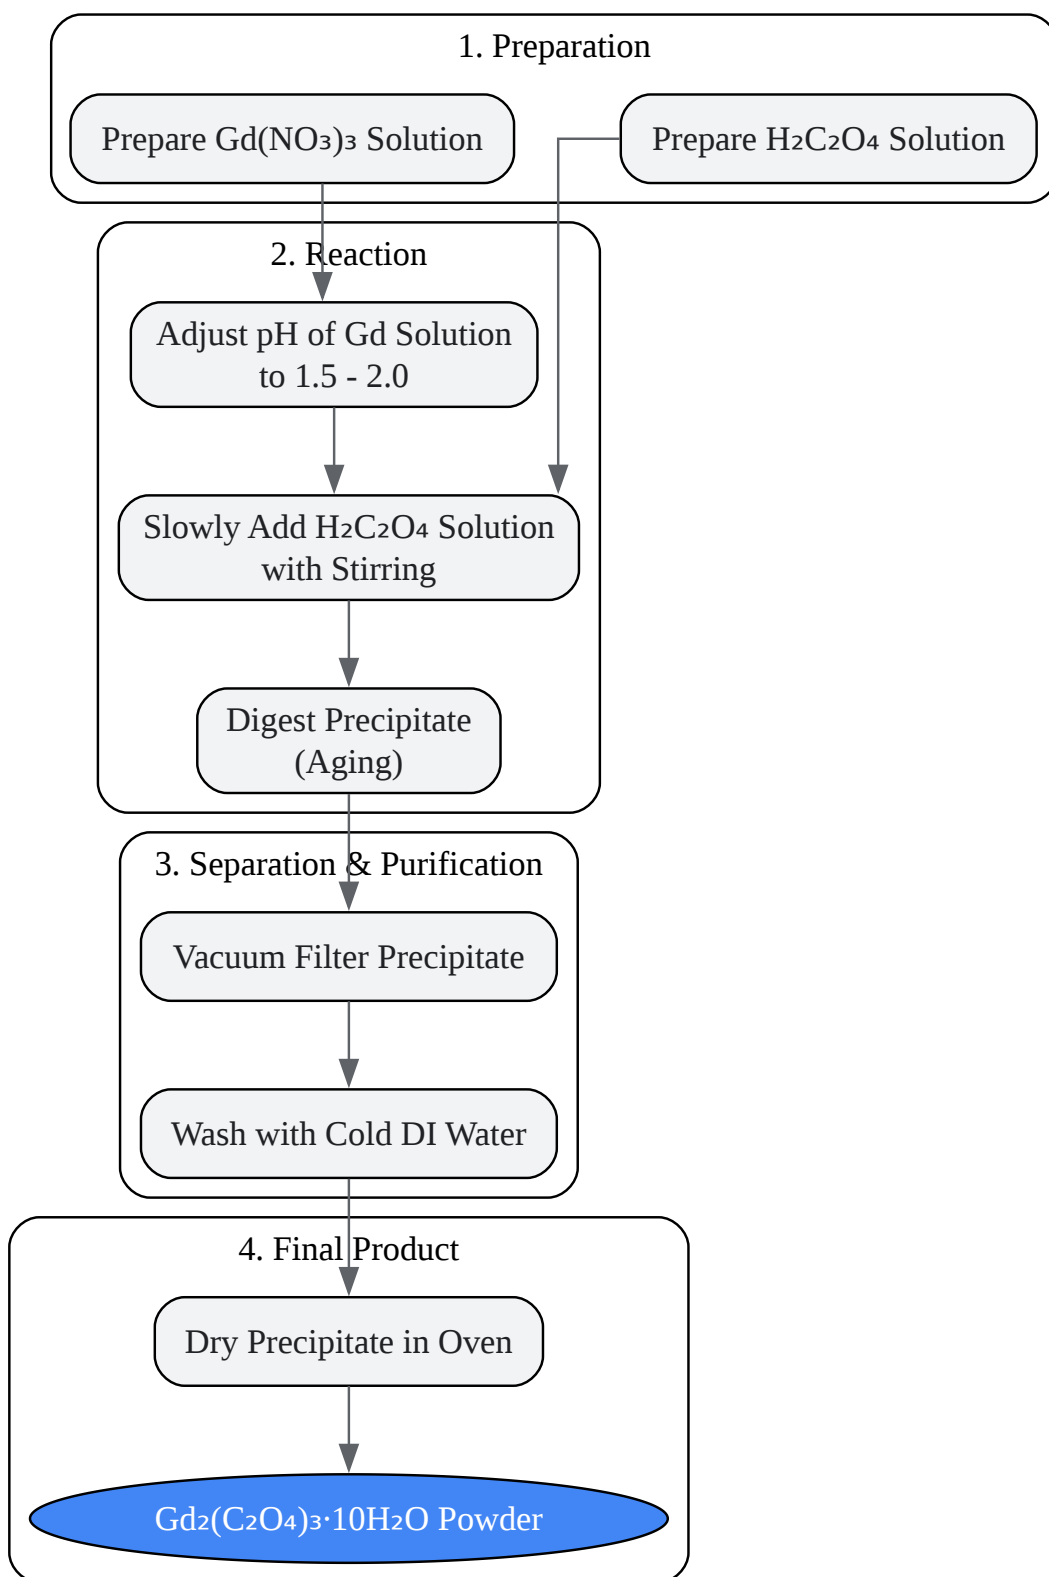 1. Preparation
Prepare Gd(NO₃)₃ Solution
Prepare H₂C₂O₄ Solution
2. Reaction
Adjust pH of Gd Solution
to 1.5 - 2.0
Slowly Add H₂C₂O₄ Solution
with Stirring
Digest Precipitate
(Aging)
3. Separation & Purification
Vacuum Filter Precipitate
Wash with Cold DI Water
4. Final Product
Dry Precipitate in Oven
Gd₂(C₂O₄)₃·10H₂O Powder